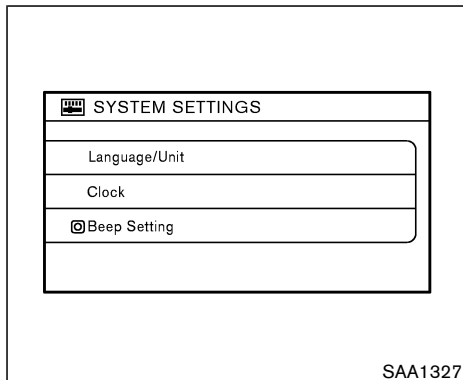 SYSTEM SETTINGS
Language/Unit
Clock
Beep Setting
SAA1327